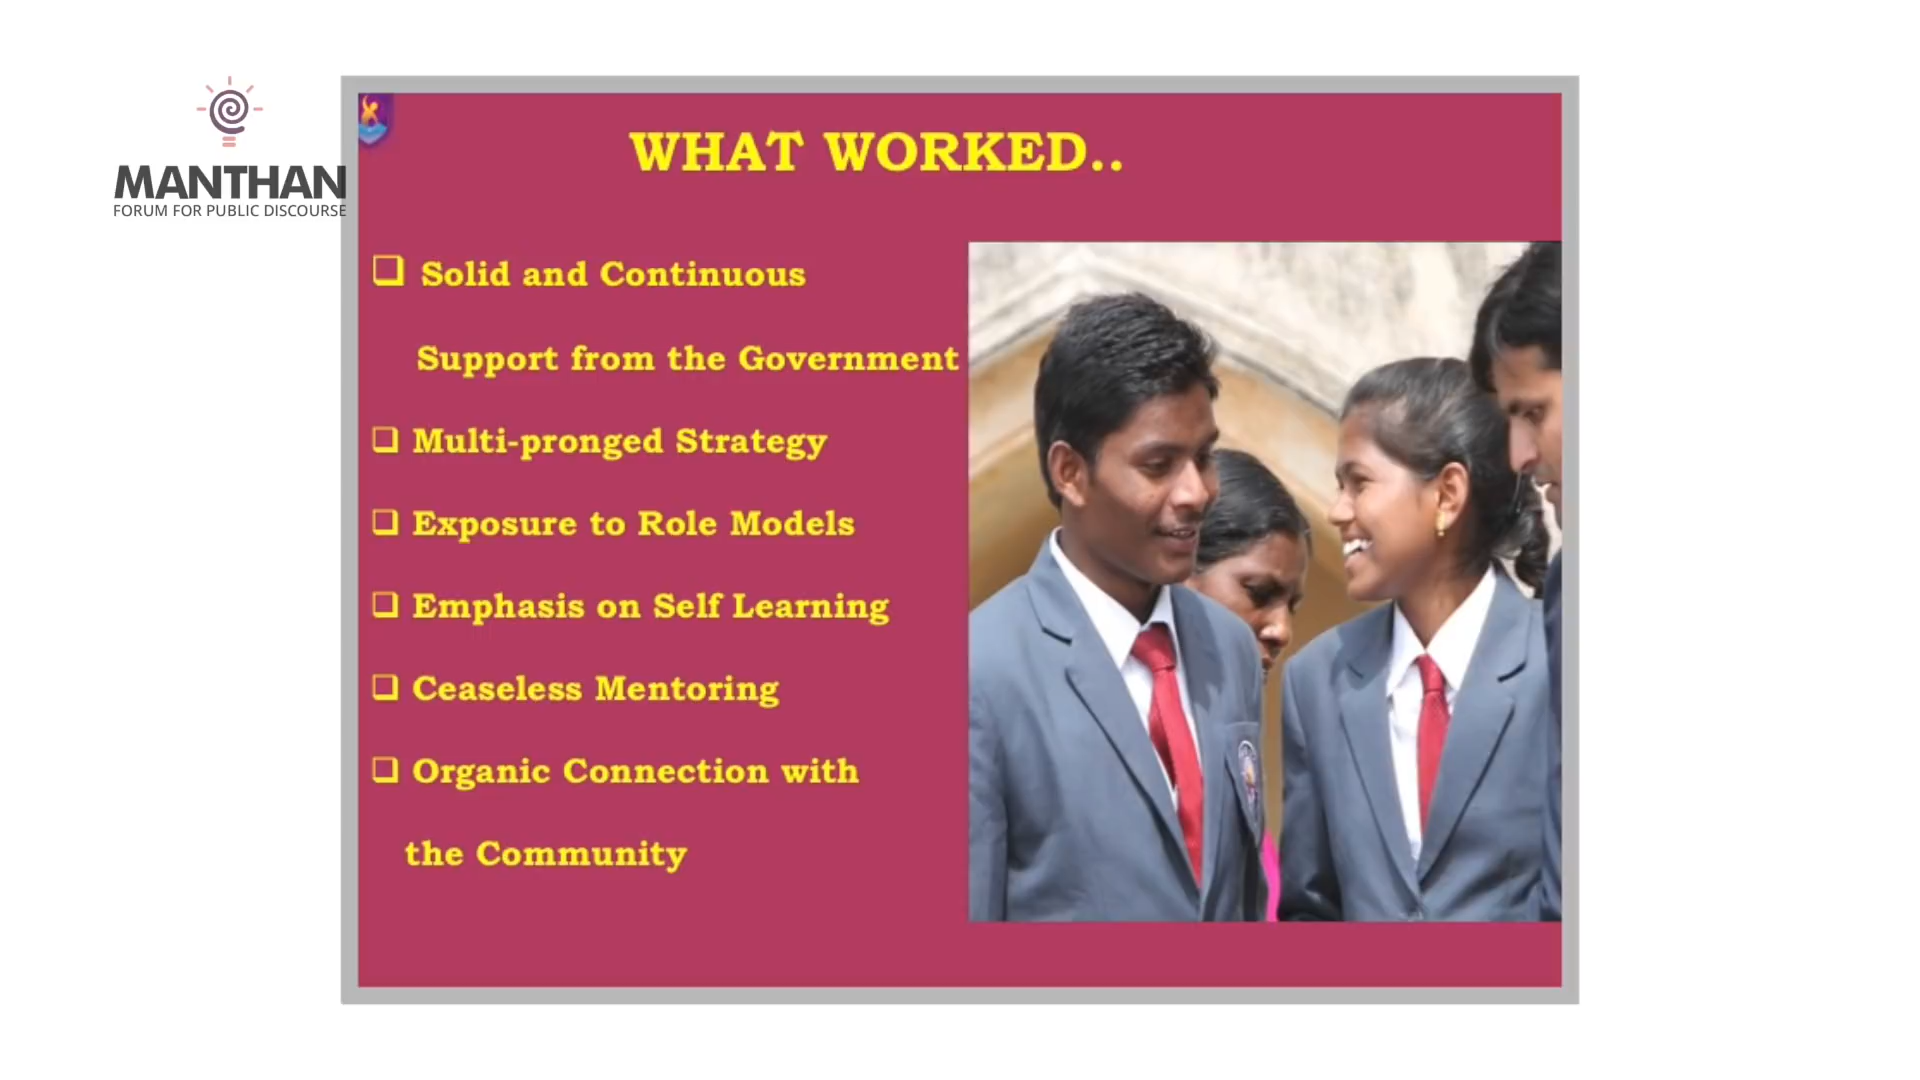 MANTHAN
FORUM FOR PUBLIC DISCOURSE
WHAT WORKED..
Solid and Continuous
Support from the Government
Multi-pronged Strategy
Exposure to Role Models
Emphasis on Self Learning
Ceaseless Mentoring
Organic Connection with
the Community